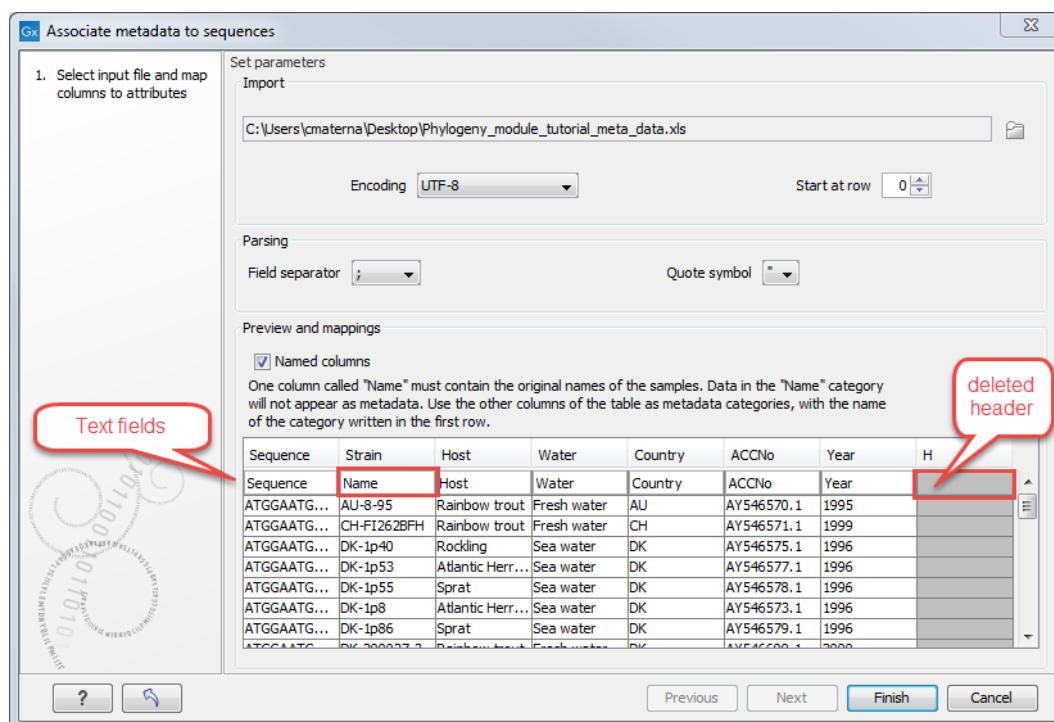 Gx Associate metadata to sequences
1. Select input file and map
columns to attributes
Set parameters
Import
C:\Users\cmaterna\Desktop\Phylogeny_module_tutorial_meta_data.xls
Encoding UTF-8 Start at row 0
Parsing
Field separator ; Quote symbol "
Preview and mappings
Named columns
One column called "Name" must contain the original names of the samples. Data in the "Name" category
will not appear as metadata. Use the other columns of the table as metadata categories, with the name
of the category written in the first row.
deleted
header
Text fields
Sequence Strain Host Water Country ACCNo Year H
Sequence Name Host Water Country ACCNo Year
ATGGAATG... AU-8-95 Rainbow trout Fresh water AU AY546570.1 1995
ATGGAATG... CH-FI262BFH Rainbow trout Fresh water CH AY546571.1 1999
ATGGAATG... DK-1p40 Rockling Sea water DK AY546575.1 1996
ATGGAATG... DK-1p53 Atlantic Herr... Sea water DK AY546577.1 1996
ATGGAATG... DK-1p55 Sprat Sea water DK AY546578.1 1996
ATGGAATG... DK-1p8 Atlantic Herr... Sea water DK AY546573.1 1996
ATGGAATG... DK-1p86 Sprat Sea water DK AY546579.1 1996
? Previous Next Finish Cancel